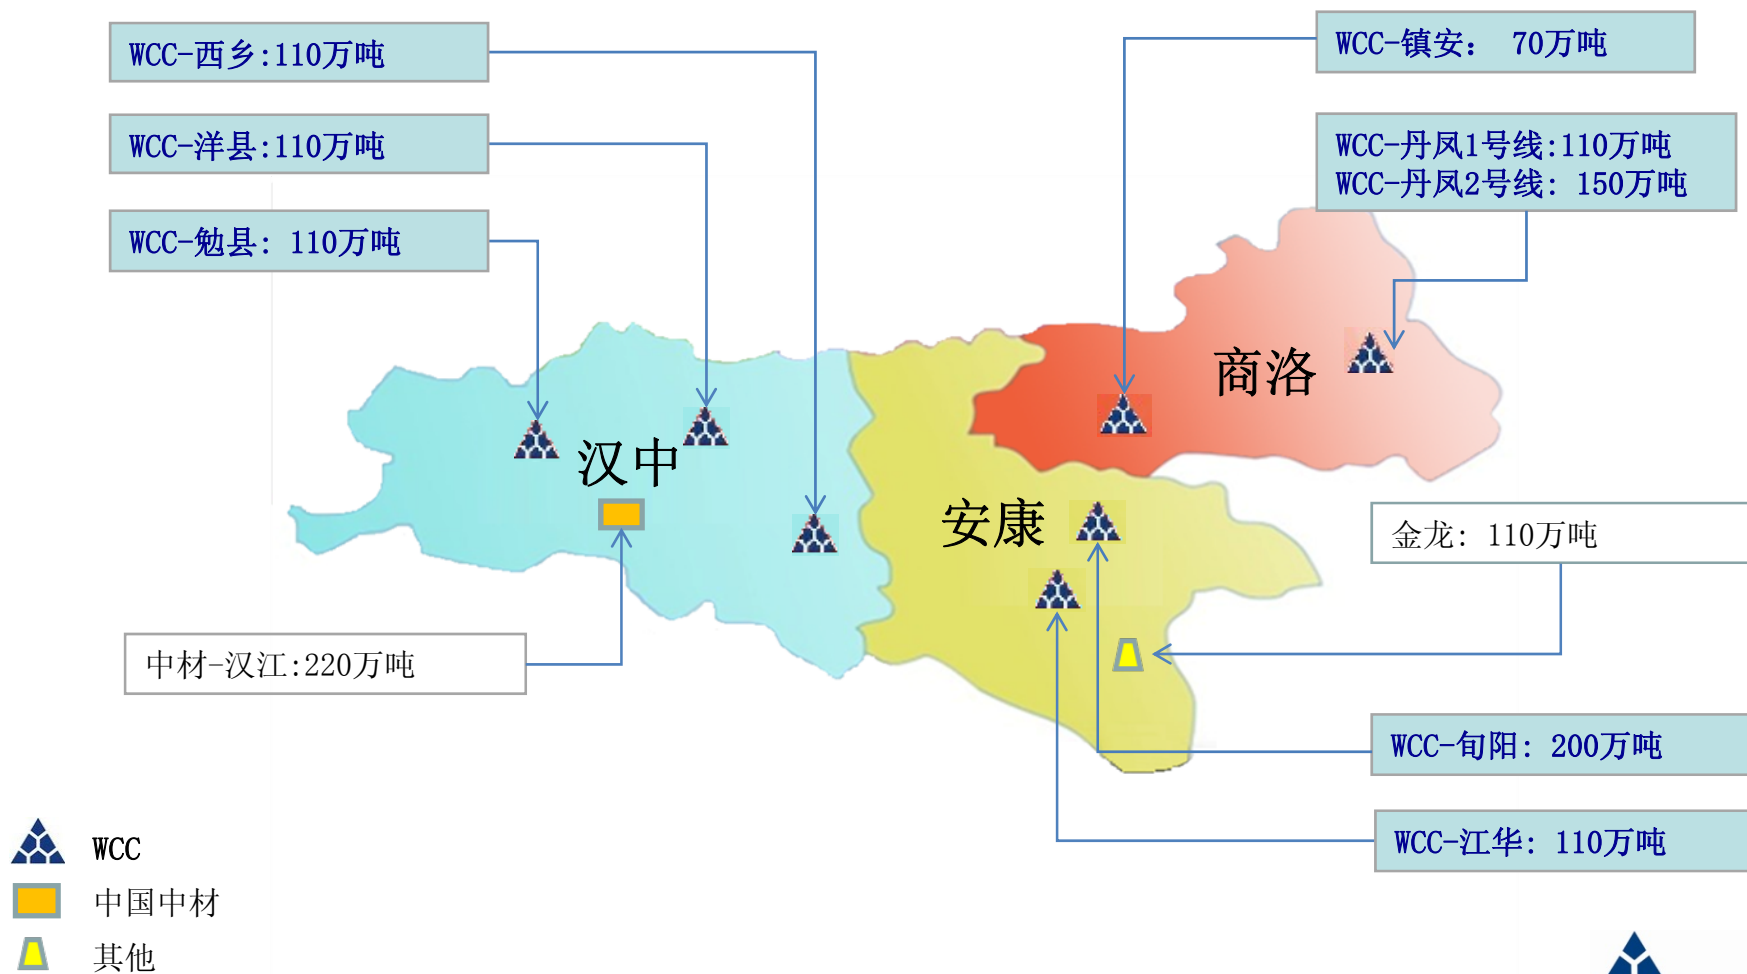 WCC-西乡:110万吨
WCC-镇安： 70万吨
WCC-洋县:110万吨
WCC-丹凤1号线:110万吨
WCC-丹凤2号线: 150万吨
WCC-勉县: 110万吨
商洛
汉中
安康
金龙: 110万吨
中材-汉江:220万吨
WCC-旬阳: 200万吨
WCC-江华: 110万吨
WCC
中国中材
其他